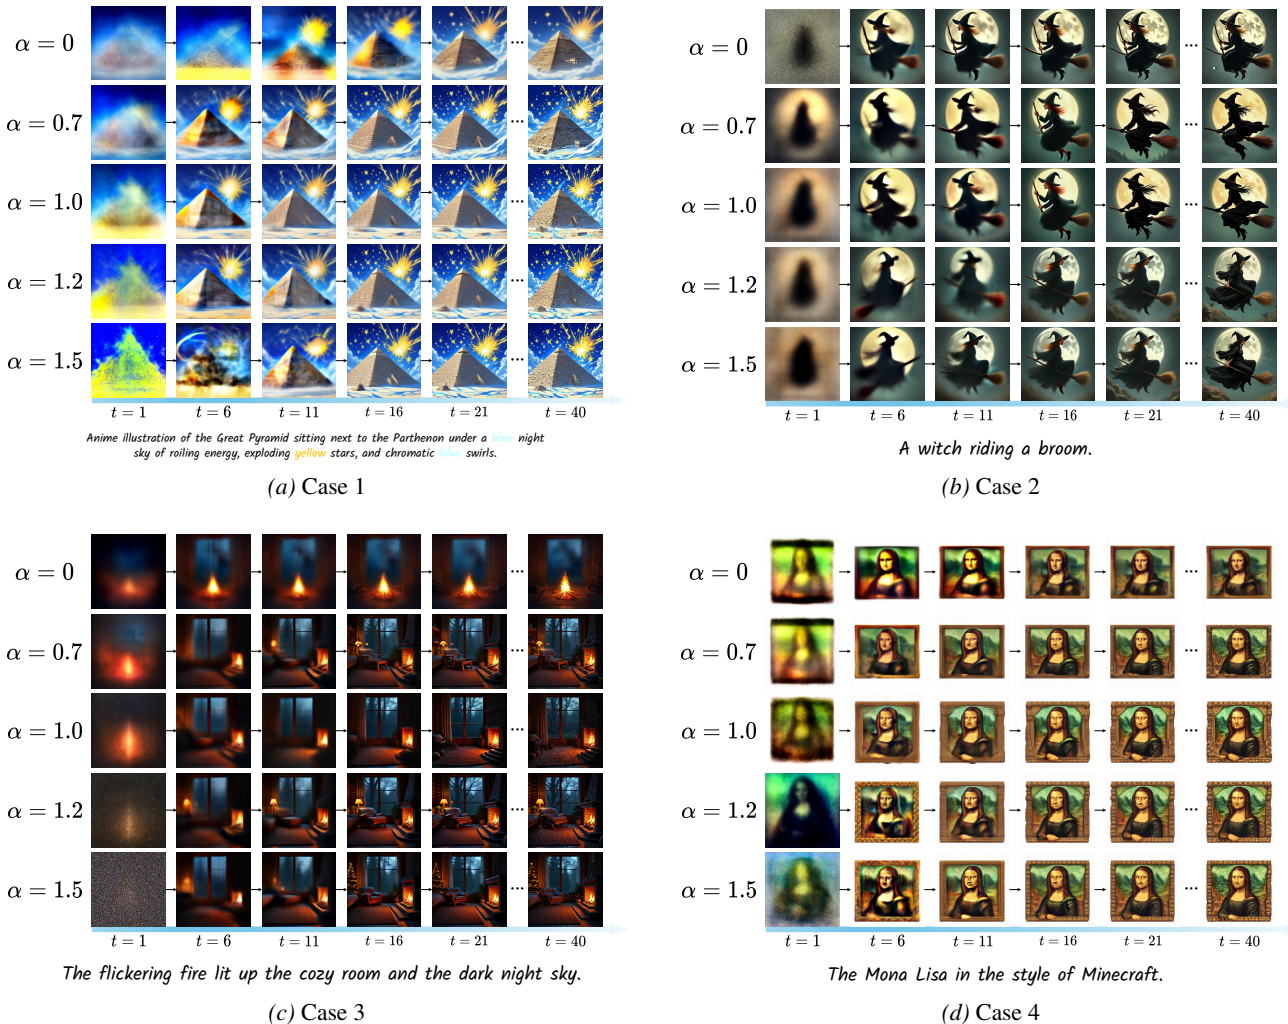 α = 0
α = 0.7
α = 1.0
α = 1.2
α = 1.5
...
...
...
...
...
t = 1 t = 6 t = 11 t = 16 t = 21 t = 40
Anime illustration of the Great Pyramid sitting next to the Parthenon under a blue night
sky of roiling energy, exploding yellow stars, and chromatic blue swirls.
(a) Case 1
α = 0
α = 0.7
α = 1.0
α = 1.2
α = 1.5
...
...
...
...
...
t = 1 t = 6 t = 11 t = 16 t = 21 t = 40
A witch riding a broom.
(b) Case 2
α = 0
α = 0.7
α = 1.0
α = 1.2
α = 1.5
...
...
...
...
...
t = 1 t = 6 t = 11 t = 16 t = 21 t = 40
The flickering fire lit up the cozy room and the dark night sky.
(c) Case 3
α = 0
α = 0.7
α = 1.0
α = 1.2
α = 1.5
...
...
...
...
...
t = 1 t = 6 t = 11 t = 16 t = 21 t = 40
The Mona Lisa in the style of Minecraft.
(d) Case 4